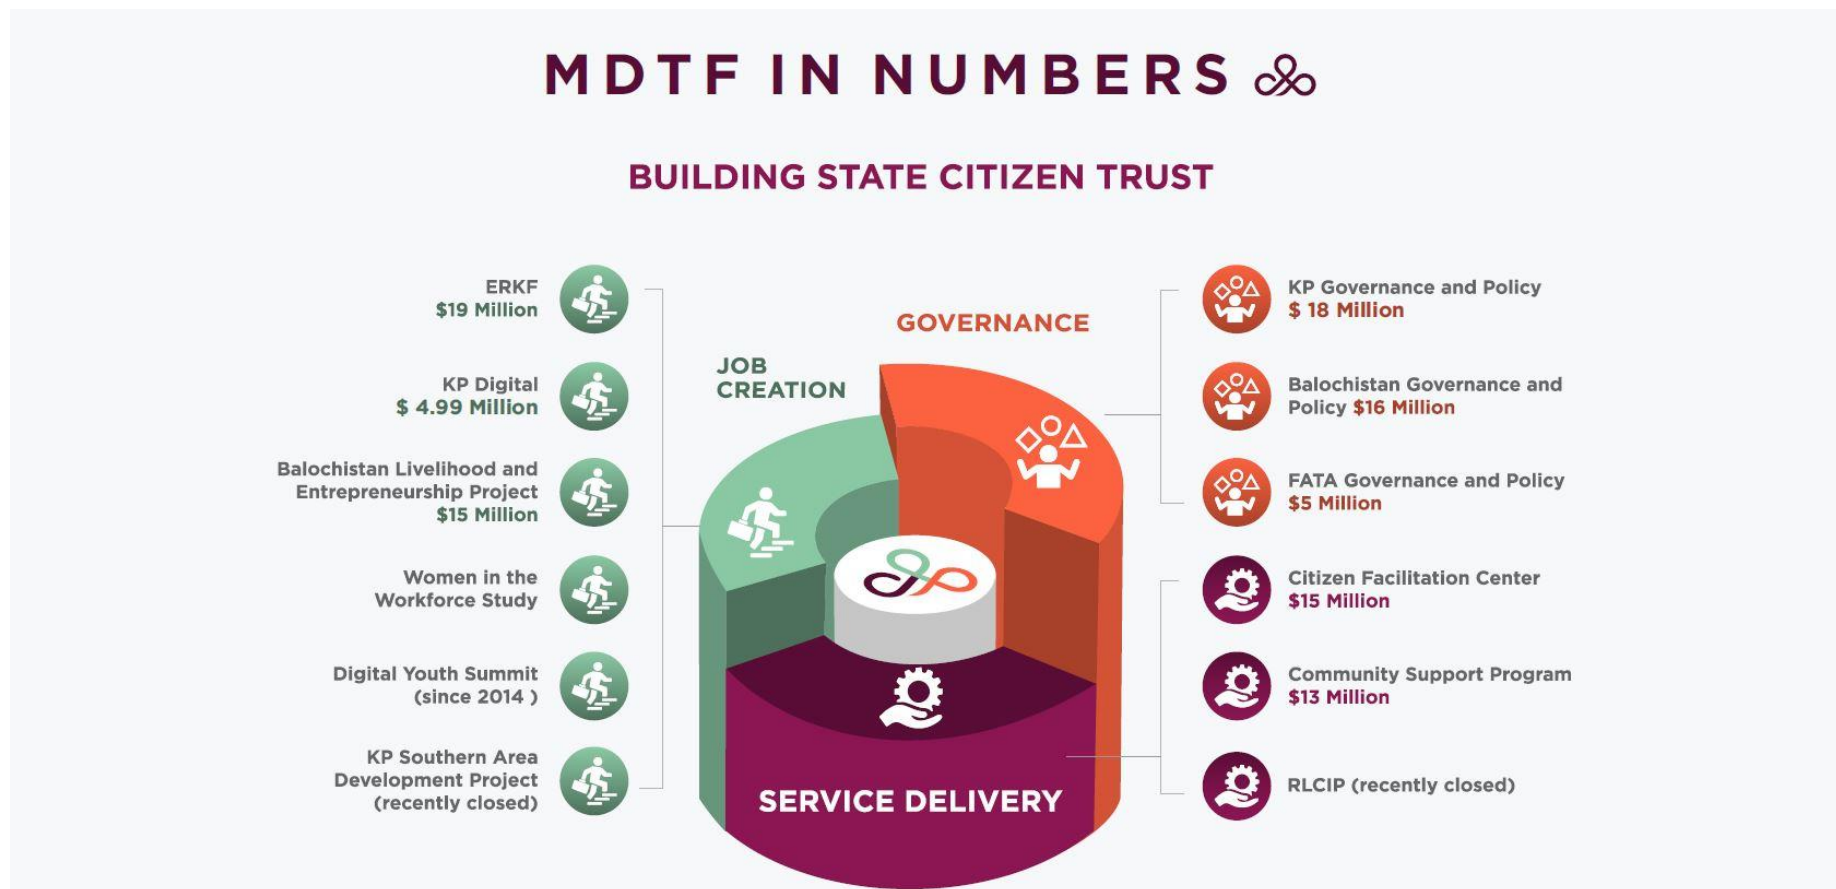 MDTF IN NUMBERS
BUILDING STATE CITIZEN TRUST
ERKF
$19 Million
KP Digital
$ 4.99 Million
Balochistan Livelihood and
Entrepreneurship Project
$15 Million
Women in the
Workforce Study
Digital Youth Summit
(since 2014 )
KP Southern Area
Development Project
(recently closed)
JOB
CREATION
GOVERNANCE
SERVICE DELIVERY
KP Governance and Policy
$ 18 Million
Balochistan Governance and
Policy $16 Million
FATA Governance and Policy
$5 Million
Citizen Facilitation Center
$15 Million
Community Support Program
$13 Million
RLCIP (recently closed)